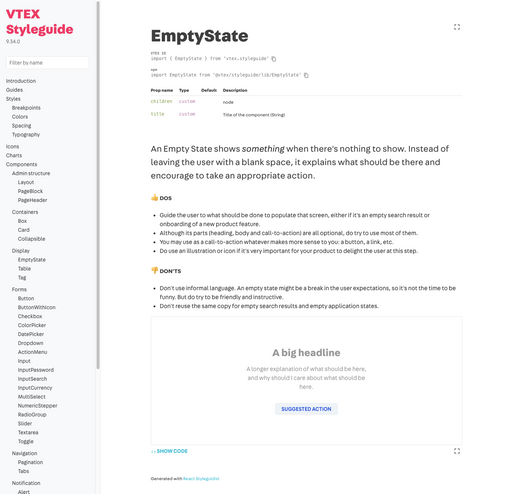 VTEX
Styleguide
9.34.0
Filter by name
Introduction
Guides
Styles
Breakpoints
Colors
Spacing
Typography
Icons
Charts
Components
Admin structure
Layout
PageBlock
PageHeader
Containers
Box
Card
Collapsible
Display
EmptyState
Table
Tag
Forms
Button
ButtonWithIcon
Checkbox
ColorPicker
DatePicker
Dropdown
ActionMenu
Input
InputPassword
InputSearch
InputCurrency
MultiSelect
NumericStepper
RadioGroup
Slider
Textarea
Toggle
Navigation
Pagination
Tabs
Notification
Alert
EmptyState
VTEX IO
import { EmptyState } from 'vtex.styleguide'
npm
import EmptyState from '@vtex/styleguide/lib/EmptyState'
Prop name Type Default Description
children custom node
title custom Title of the component (String)
An Empty State shows something when there's nothing to show. Instead of
leaving the user with a blank space, it explains what should be there and
encourage to take an appropriate action.
👍 DOS
• Guide the user to what should be done to populate that screen, either if it's an empty search result or
onboarding of a new product feature.
• Although its parts (heading, body and call-to-action) are all optional, do try to use most of them.
• You may use as a call-to-action whatever makes more sense to you: a button, a link, etc.
• Do use an illustration or icon if it's very important for your product to delight the user at this step.
👎 DON'TS
• Don't use informal language. An empty state might be a break in the user expectations, so it's not the time to be
funny. But do try to be friendly and instructive.
• Don't reuse the same copy for empty search results and empty application states.
A big headline
A longer explanation of what should be here,
and why should I care about what should be
here.
SUGGESTED ACTION
‹› SHOW CODE
Generated with React Styleguidist